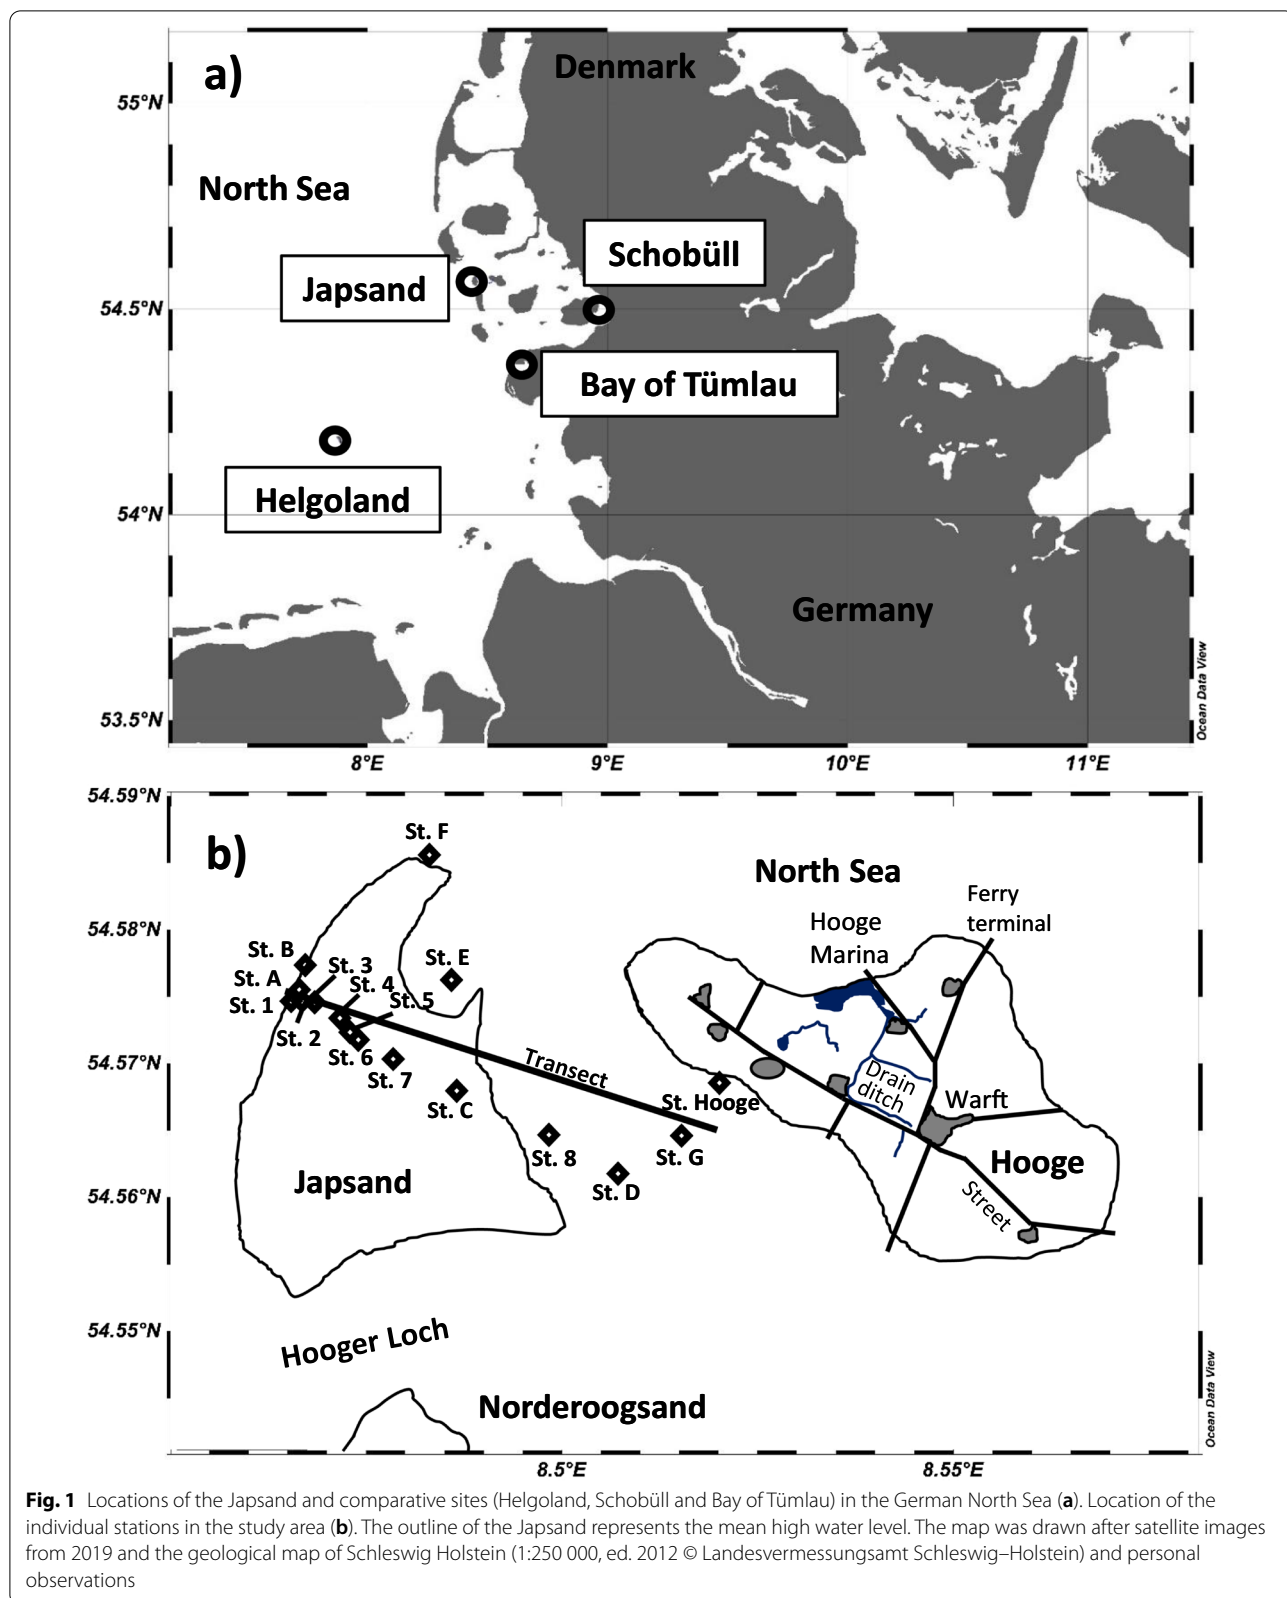 a)
Denmark
55°N
North Sea
Schobüll
Japsand
54.5°N
Bay of Tümlau
Helgoland
54°N
Germany
53.5°N
Ocean Data View
8°E 9°E 10°E 11°E
54.59°N
b)
St. F
North Sea
Ferry
terminal
Hooge
Marina
54.58°N
St. B
St. 3
St. E
St. A
St. 4
St. 1
St. 5
St. 2
St. 6
54.57°N
Transect
St. 7
Drain
ditch
St. C
St. Hooge
Warft
St. 8
St. G
Hooge
Japsand
St. D
54.56°N
Street
54.55°N
Hooger Loch
Norderoogsand
Ocean Data View
8.5°E 8.55°E
Fig. 1 Locations of the Japsand and comparative sites (Helgoland, Schobüll and Bay of Tümlau) in the German North Sea (a). Location of the
individual stations in the study area (b). The outline of the Japsand represents the mean high water level. The map was drawn after satellite images
from 2019 and the geological map of Schleswig Holstein (1:250 000, ed. 2012 © Landesvermessungsamt Schleswig–Holstein) and personal
observations